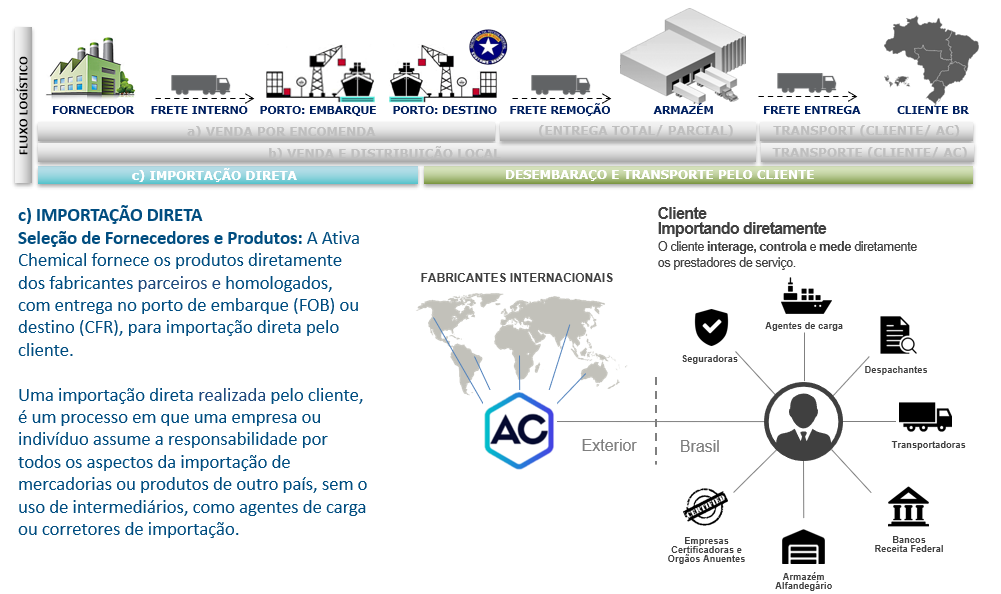 FLUXO LOGÍSTICO
FORNECEDOR
FRETE INTERNO
PORTO: EMBARQUE
PORTO: DESTINO
FRETE REMOÇÃO
ARMAZÉM
FRETE ENTREGA
CLIENTE BR
a) VENDA POR ENCOMENDA
(ENTREGA TOTAL/ PARCIAL)
TRANSPORT (CLIENTE/ AC)
b) VENDA E DISTRIBUIÇÃO LOCAL
TRANSPORTE (CLIENTE/ AC)
c) IMPORTAÇÃO DIRETA
DESEMBARAÇO E TRANSPORTE PELO CLIENTE
c) IMPORTAÇÃO DIRETA
Seleção de Fornecedores e Produtos: A Ativa
Chemical fornece os produtos diretamente
dos fabricantes parceiros e homologados,
com entrega no porto de embarque (FOB) ou
destino (CFR), para importação direta pelo
cliente.
Uma importação direta realizada pelo cliente,
é um processo em que uma empresa ou
indivíduo assume a responsabilidade por
todos os aspectos da importação de
mercadorias ou produtos de outro país, sem o
uso de intermediários, como agentes de carga
ou corretores de importação.
Cliente
Importando diretamente
O cliente interage, controla e mede diretamente
os prestadores de serviço.
FABRICANTES INTERNACIONAIS
AC
Exterior
Brasil
Agentes de carga
Seguradoras
Despachantes
Transportadoras
Bancos
Receita Federal
CERTIFIED
Empresas
Certificadoras e
Orgãos Anuentes
Armazém
Alfandegário